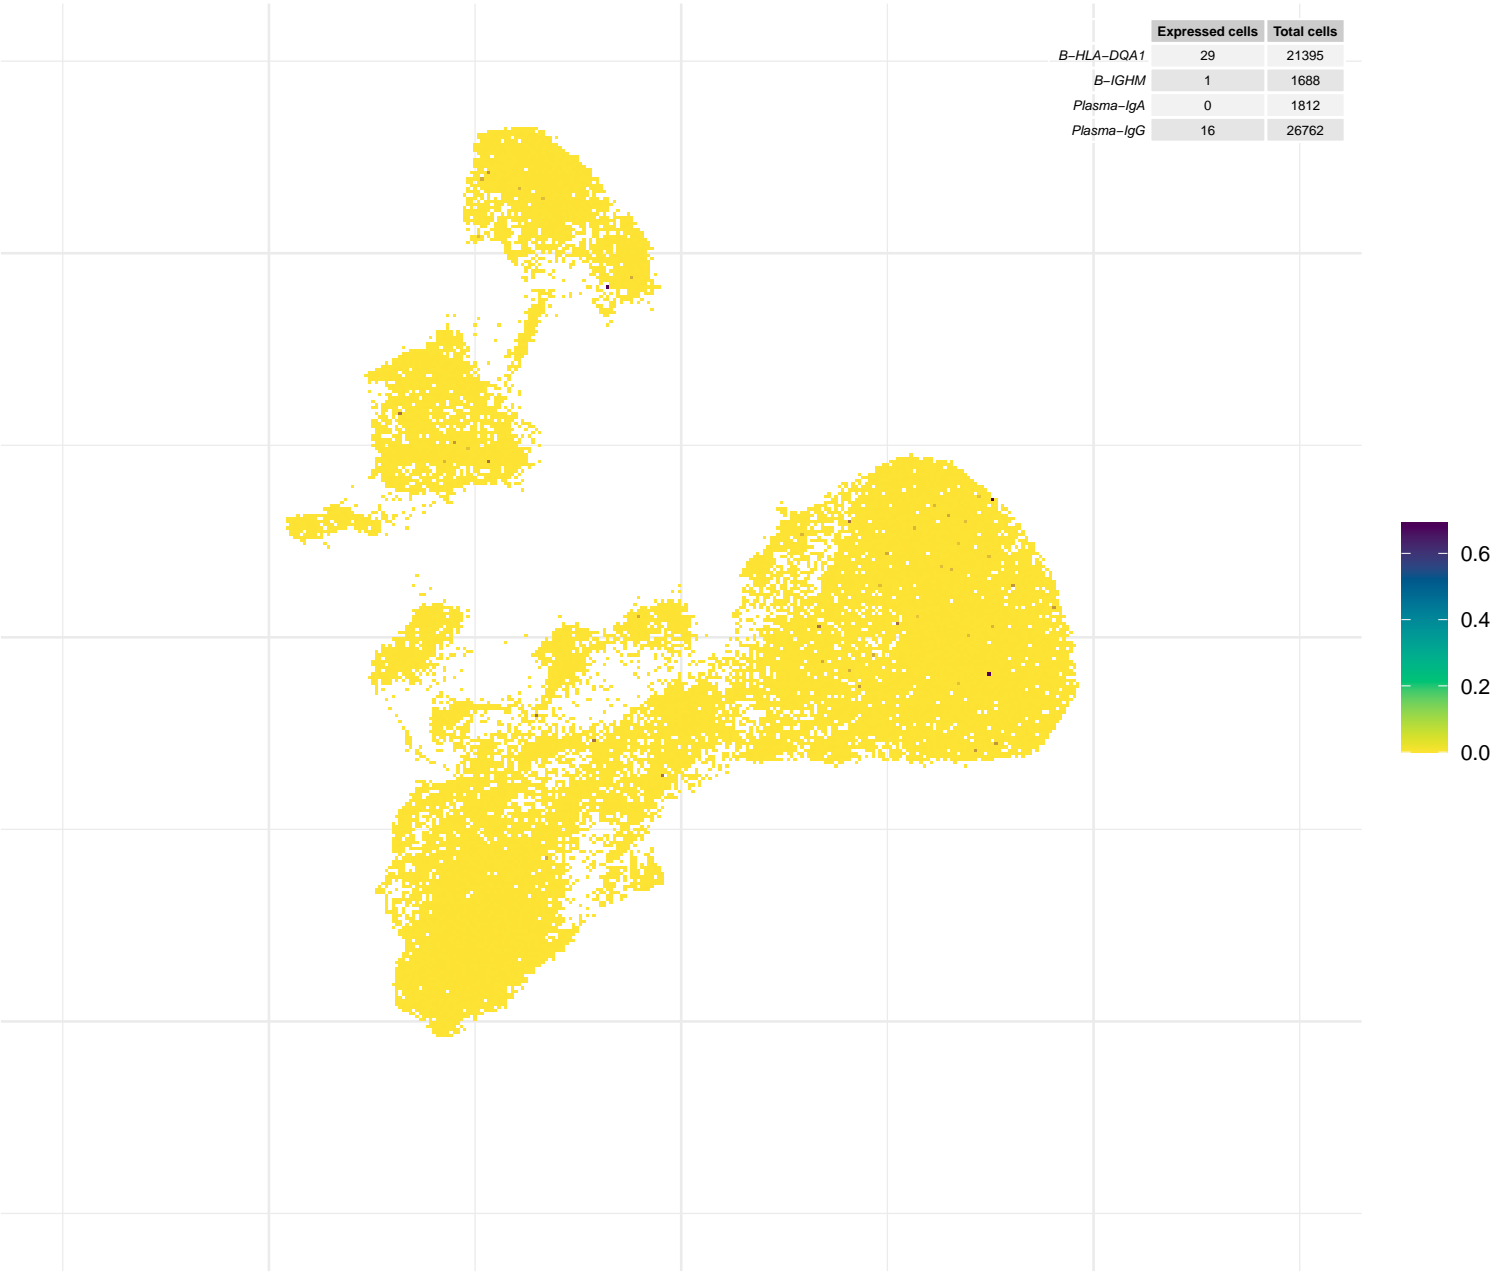 Expressed cells Total cells
B−HLA−DQA1 29 21395
B−IGHM 1 1688
Plasma−IgA 0 1812
Plasma−IgG 16 26762
0.6
0.4
0.2
0.0